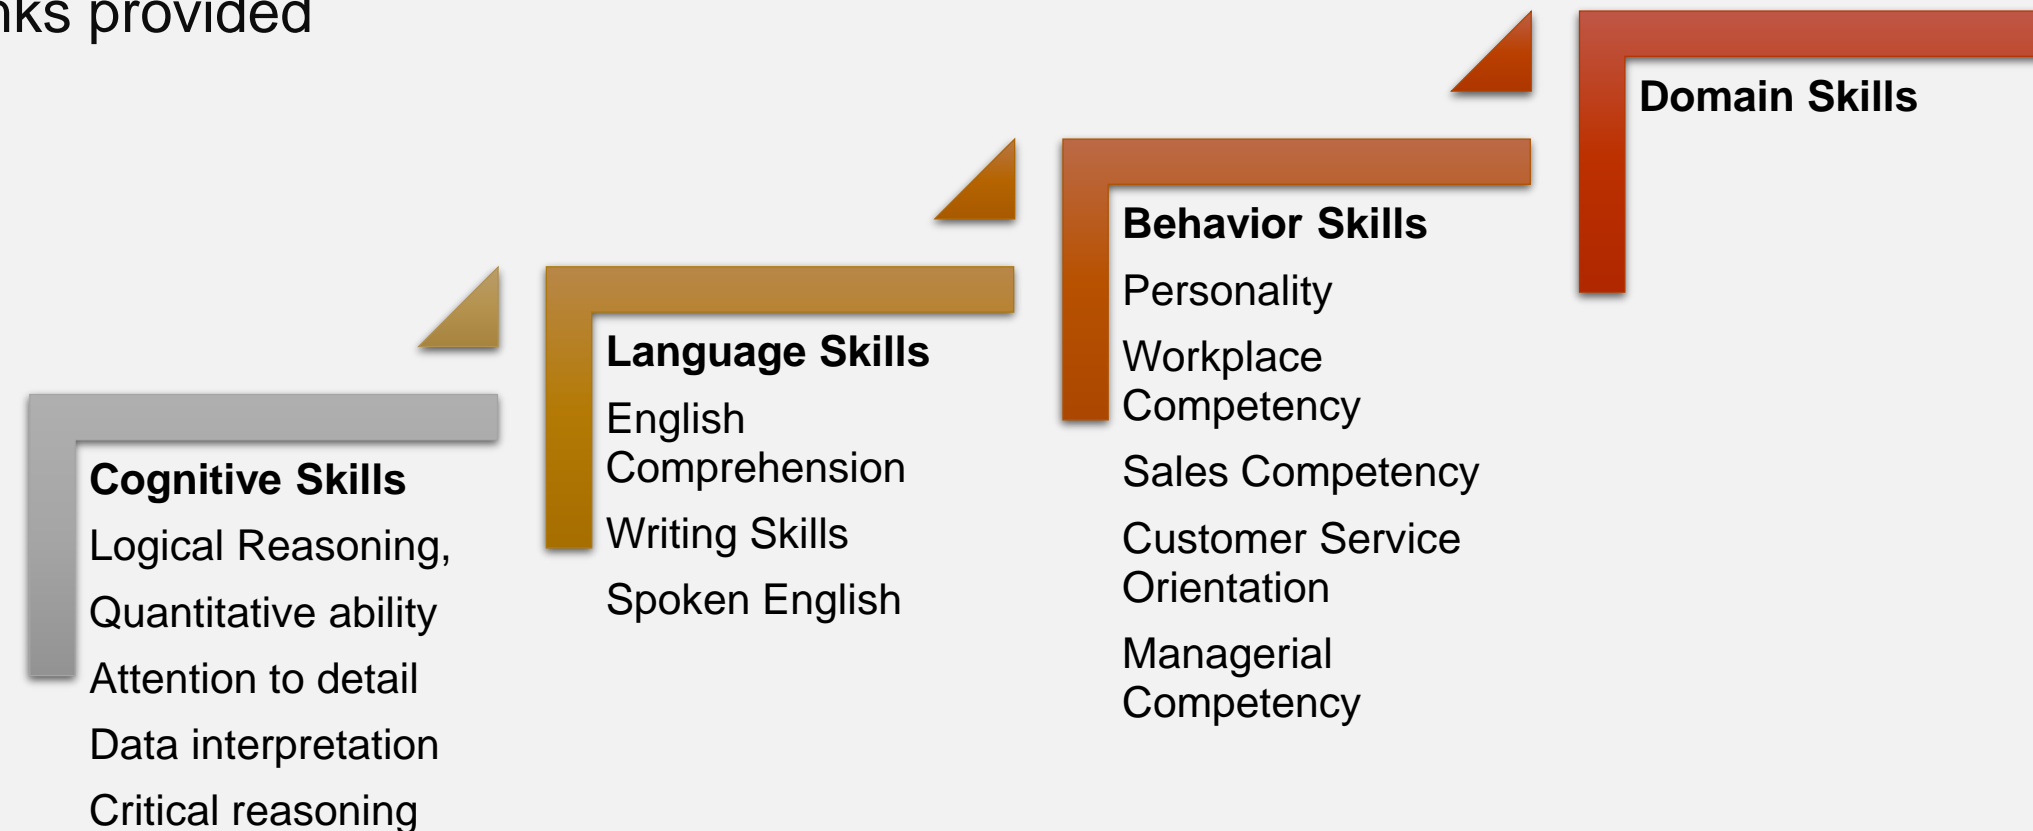 provided
Domain Skills
Behavior Skills
Personality
Workplace
Competency
Sales Competency
Customer Service
Orientation
Managerial
Competency
Language Skills
English
Comprehension
Writing Skills
Spoken English
Cognitive Skills
Logical Reasoning,
Quantitative ability
Attention to detail
Data interpretation
Critical reasoning